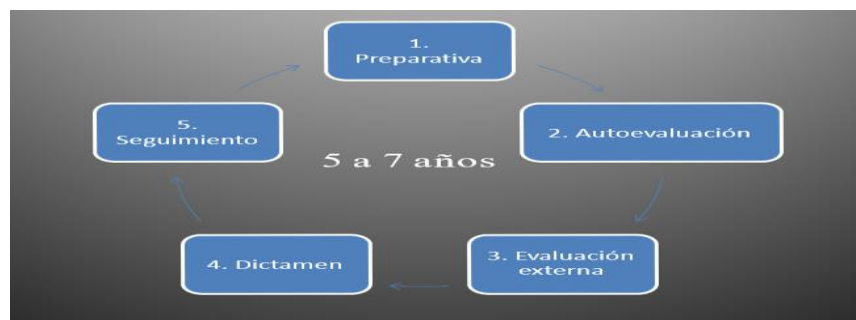 1.
Preparativa
2. Autoevaluación
3. Evaluación
externa
4. Dictamen
5.
Seguimiento
5 a 7 años